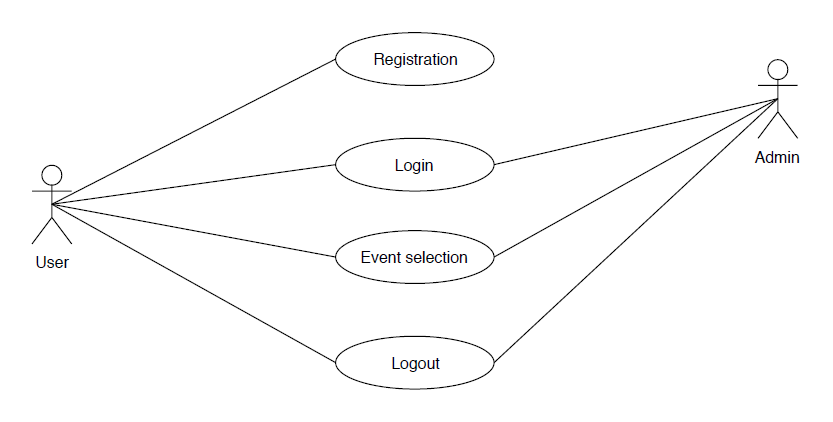 Registration
Login
Admin
Event selection
User
Logout